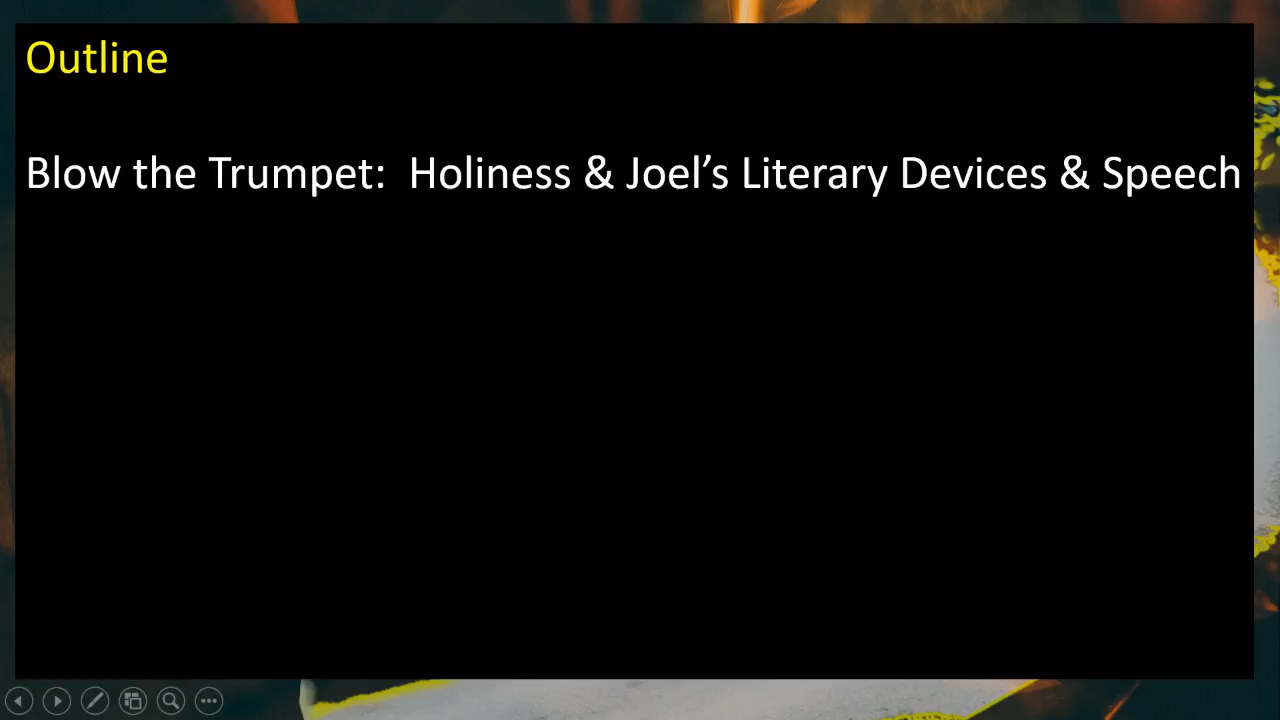 Outline
Blow the Trumpet:  Holiness & Joel’s Literary Devices & Speech